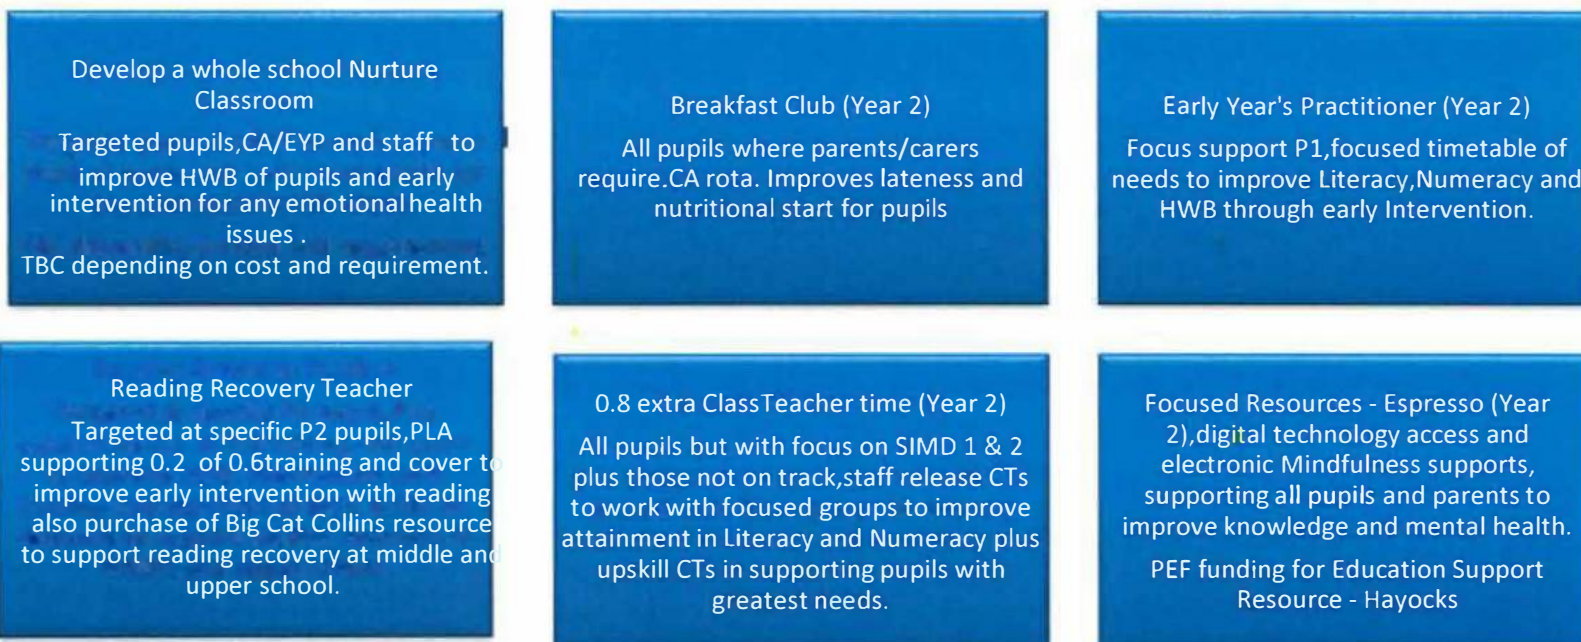 Develop a whole school Nurture
Classroom
Targeted pupils,CA/EYP and staff to
improve HWB of pupils and early
intervention for any emotional health
issues .
TBC depending on cost and requirement.
Breakfast Club (Year 2)
All pupils where parents/carers
require.CA rota. Improves lateness and
nutritional start for pupils
Early Year's Practitioner (Year 2)
Focus support P1,focused timetable of
needs to improve Literacy,Numeracy and
HWB through early Intervention.
Reading Recovery Teacher
Targeted at specific P2 pupils,PLA
supporting 0.2 of 0.6training and cover to
improve early intervention with reading
also purchase of Big Cat Collins resource
to support reading recovery at middle and
upper school.
0.8 extra ClassTeacher time (Year 2)
All pupils but with focus on SIMD 1 & 2
plus those not on track,staff release CTs
to work with focused groups to improve
attainment in Literacy and Numeracy plus
upskill CTs in supporting pupils with
greatest needs.
Focused Resources - Espresso (Year
2),digital technology access and
electronic Mindfulness supports,
supporting all pupils and parents to
improve knowledge and mental health.
PEF funding for Education Support
Resource - Hayocks